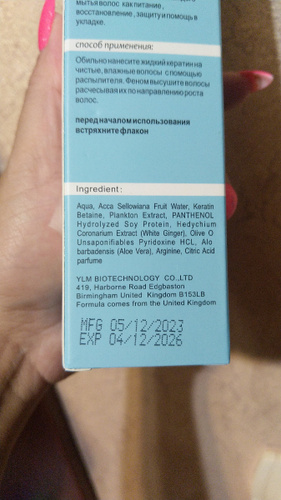 мытья волос как питание,
восстановление, защиту и помощь в
укладке.
способ применения:
Обильно нанесите жидкий кератин на
чистые, влажные волосы с помощью
распылителя. Феном высушите волосы
расчесывая их по направлению роста
волос.
перед началом использования
встряхните флакон
Ingredient:
Aqua, Acca Sellowiana Fruit Water, Keratin
Betaine, Plankton Extract, PANTHENOL
Hydrolyzed Soy Protein, Hedychium
Coronarium Extract (White Ginger), Olive O
Unsaponifiables Pyridoxine HCL, Alo
barbadensis (Aloe Vera), Arginine, Citric Acid
parfume
YLM BIOTECHNOLOGY CO.,LTD
419, Harborne Road Edgbaston
Birmingham United Kingdom B153LB
Formula comes from the United Kingdom
MFG 05/12/2023
EXP 04/12/2026